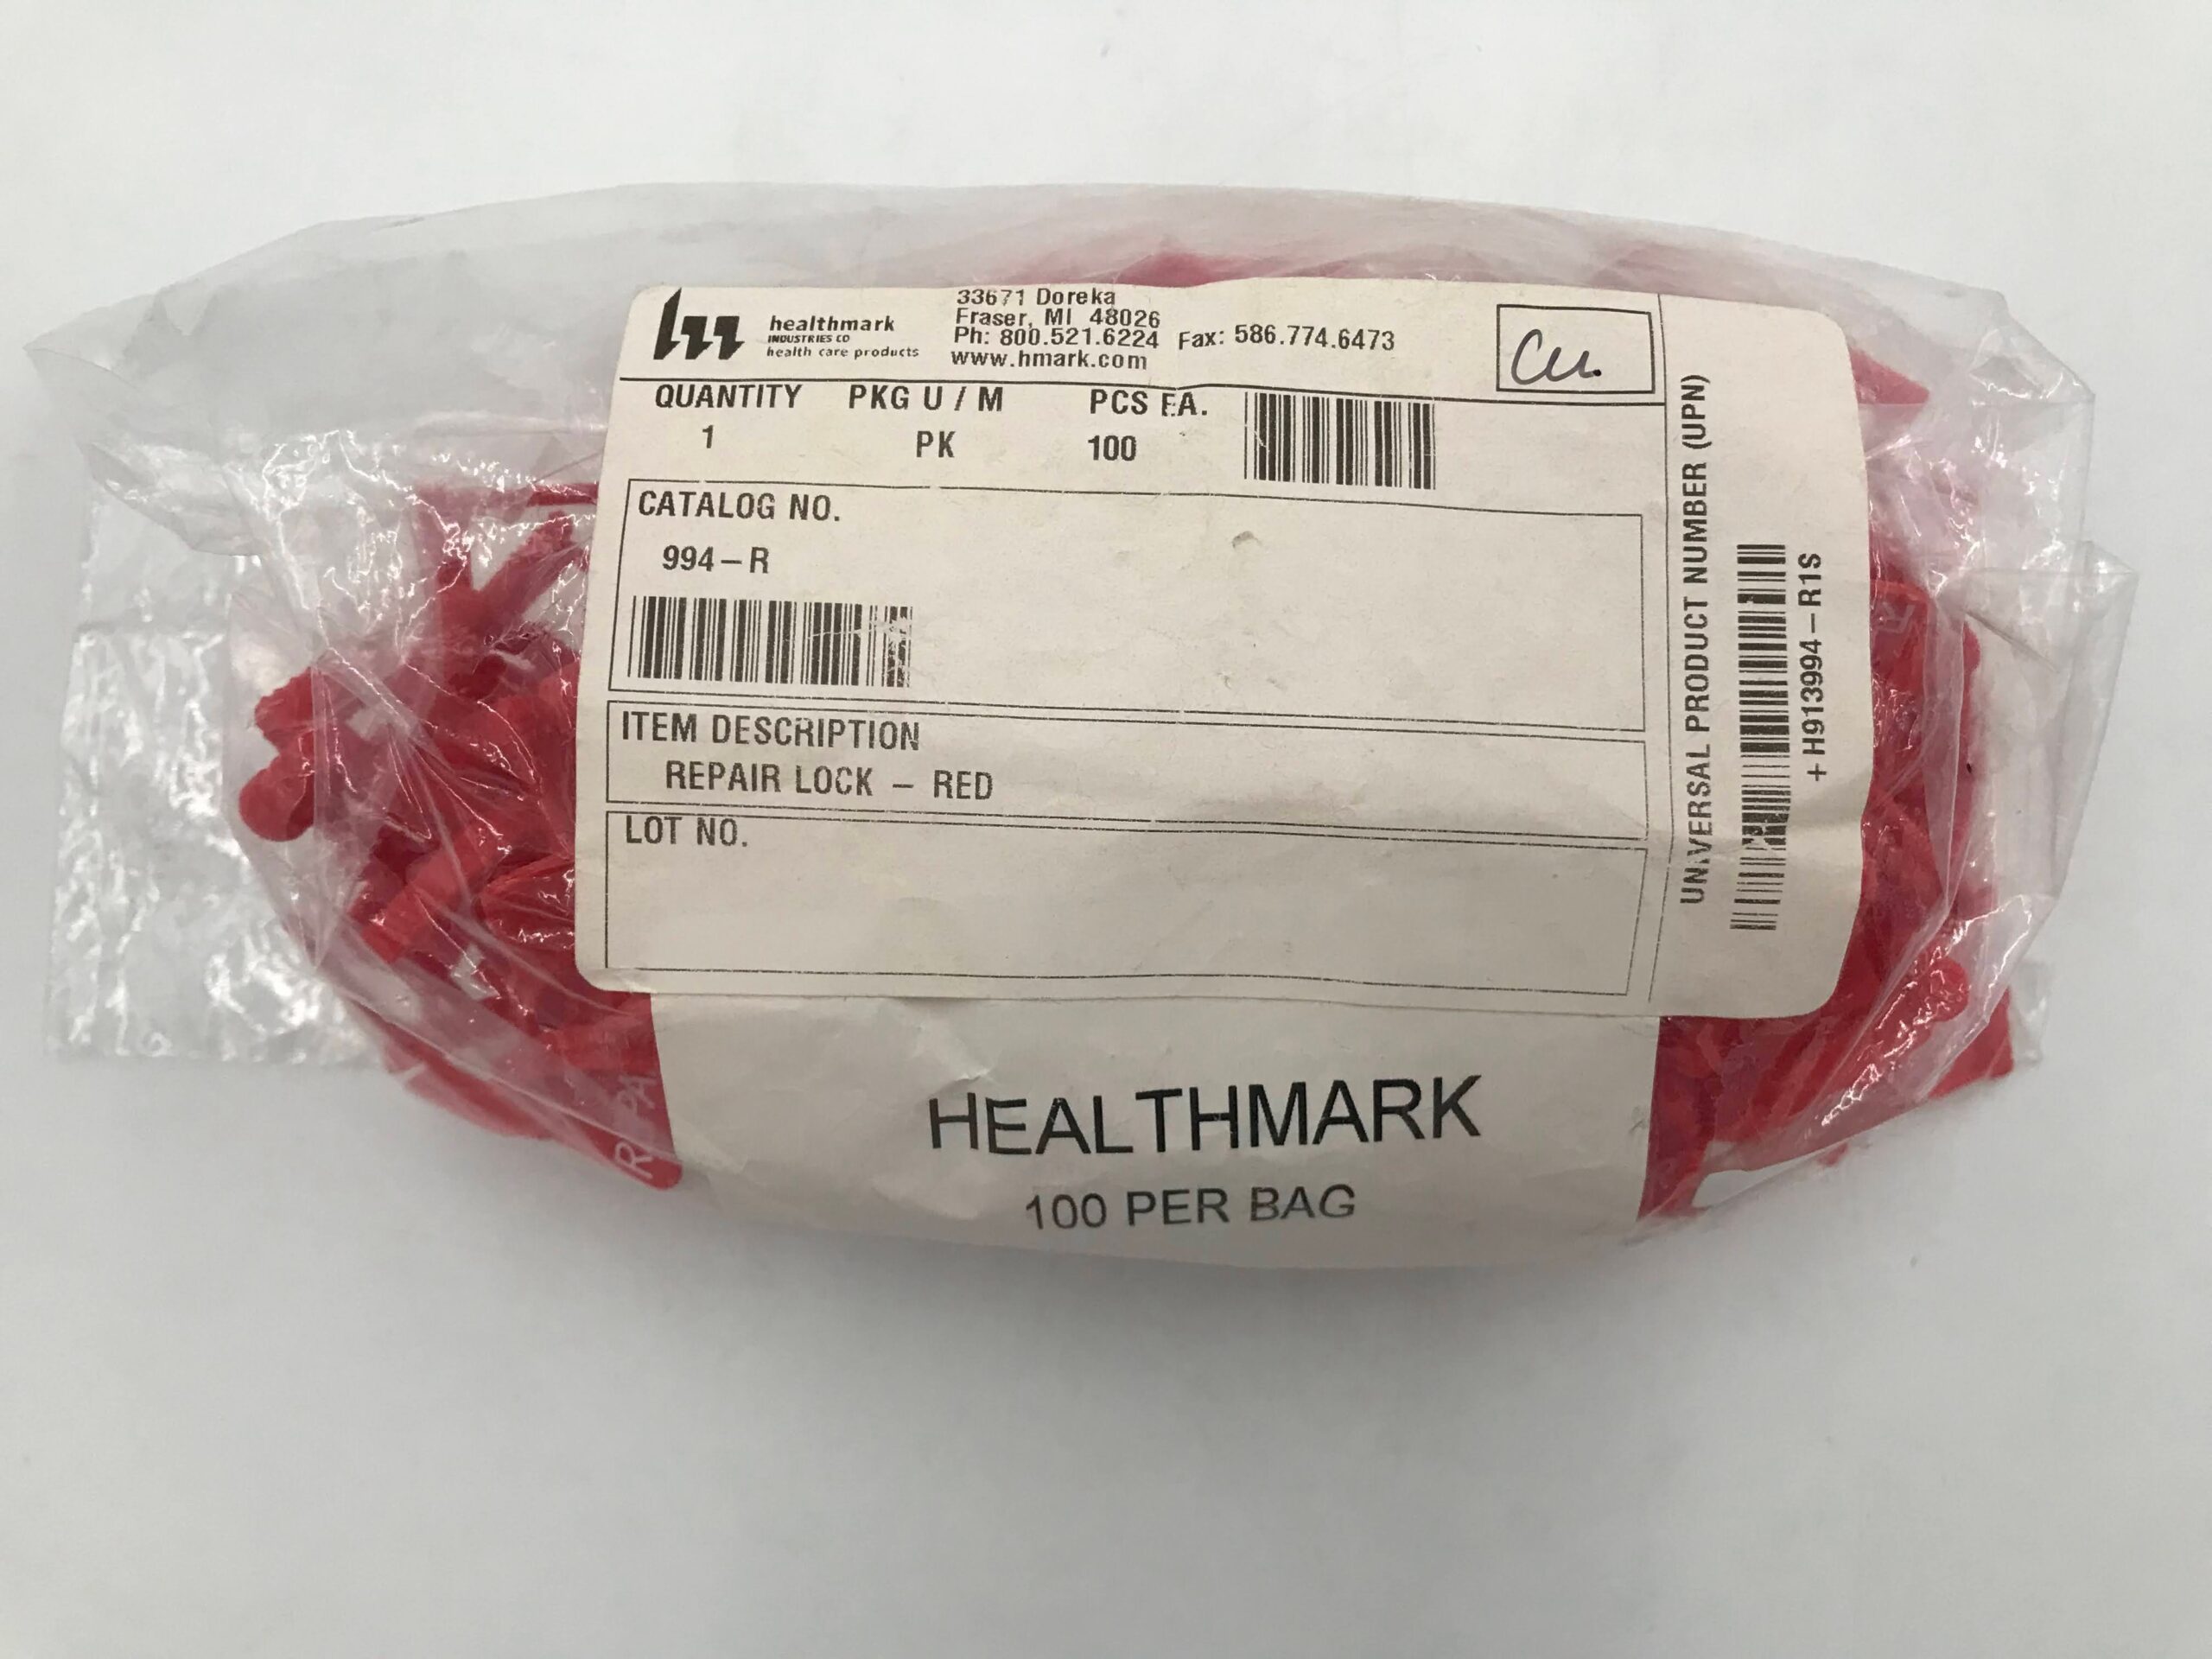 healthmark
INDUSTRIES CO
health care products
33671 Doreka
Fraser, MI 48026
Ph: 800.521.6224 Fax: 586.774.6473
www.hmark.com
QUANTITY PKG U / M PCS EA.
1 PK 100
CATALOG NO.
994-R
ITEM DESCRIPTION
REPAIR LOCK - RED
LOT NO.
UNIVERSAL PRODUCT NUMBER (UPN)
+H913994-R1S
HEALTHMARK
100 PER BAG
REPA